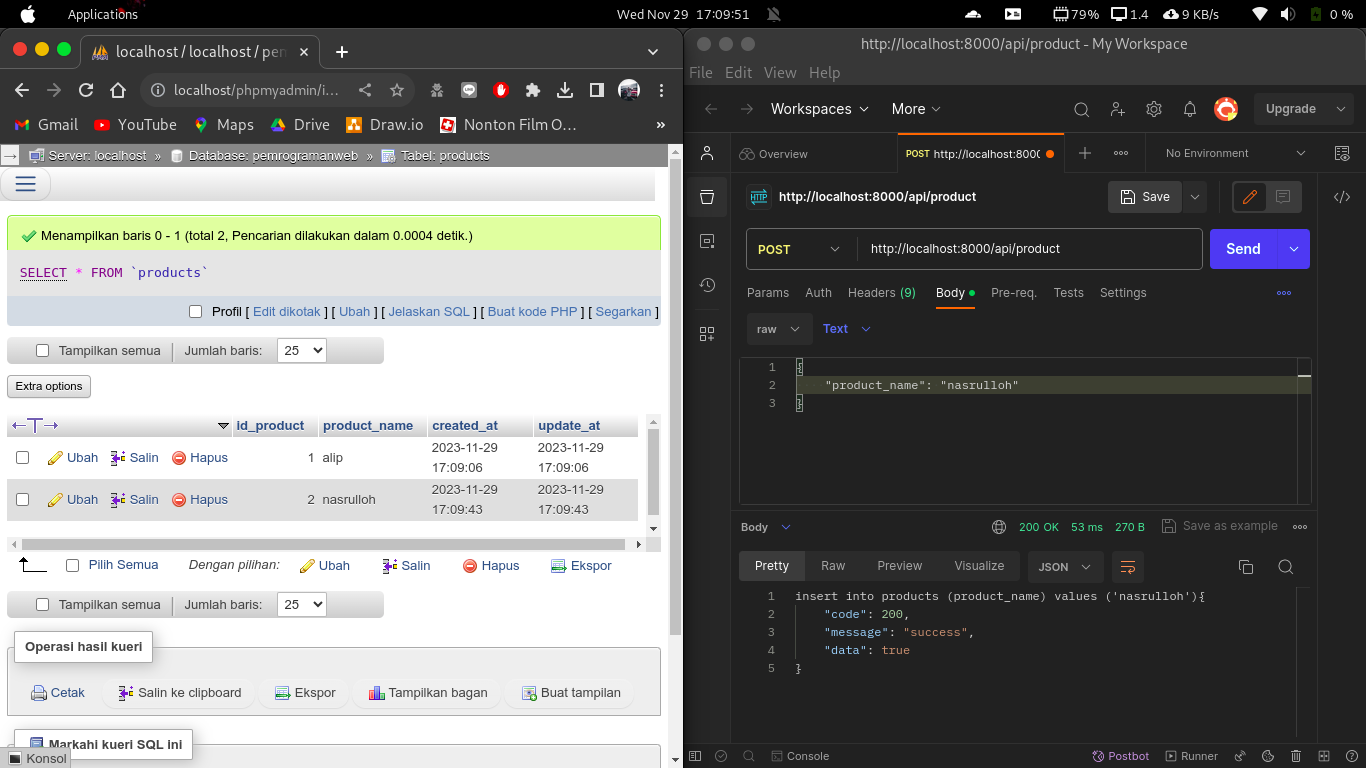 Applications
Wed Nov 29 17:09:51
79% 1.4 9 KB/s 0 %
localhost / localhost / pem
localhost/phpmyadmin/i...
Gmail YouTube Maps Drive Draw.io Nonton Film O... »
Server: localhost » Database: pemrogramanweb » Tabel: products
Menampilkan baris 0 - 1 (total 2, Pencarian dilakukan dalam 0.0004 detik.)
SELECT * FROM `products`
Profil [ Edit dikotak ] [ Ubah ] [ Jelaskan SQL ] [ Buat kode PHP ] [ Segarkan ]
Tampilkan semua Jumlah baris: 25
Extra options
id_product product_name created_at update_at
Ubah Salin Hapus 1 alip 2023-11-29 17:09:06 2023-11-29 17:09:06
Ubah Salin Hapus 2 nasrulloh 2023-11-29 17:09:43 2023-11-29 17:09:43
Pilih Semua Dengan pilihan: Ubah Salin Hapus Ekspor
Tampilkan semua Jumlah baris: 25
Operasi hasil kueri
Cetak Salin ke clipboard Ekspor Tampilkan bagan Buat tampilan
Markahi kueri SQL ini
Konsol
http://localhost:8000/api/product - My Workspace
File Edit View Help
Workspaces More Upgrade
Overview POST http://localhost:8000 No Environment
HTTP http://localhost:8000/api/product Save
POST http://localhost:8000/api/product Send
Params Auth Headers (9) Body Pre-req. Tests Settings
raw Text
1 {
2 "product_name": "nasrulloh"
3 }
Body 200 OK 53 ms 270 B Save as example
Pretty Raw Preview Visualize JSON
1 insert into products (product_name) values ('nasrulloh'){
2 "code": 200,
3 "message": "success",
4 "data": true
5 }
Console Postbot Runner